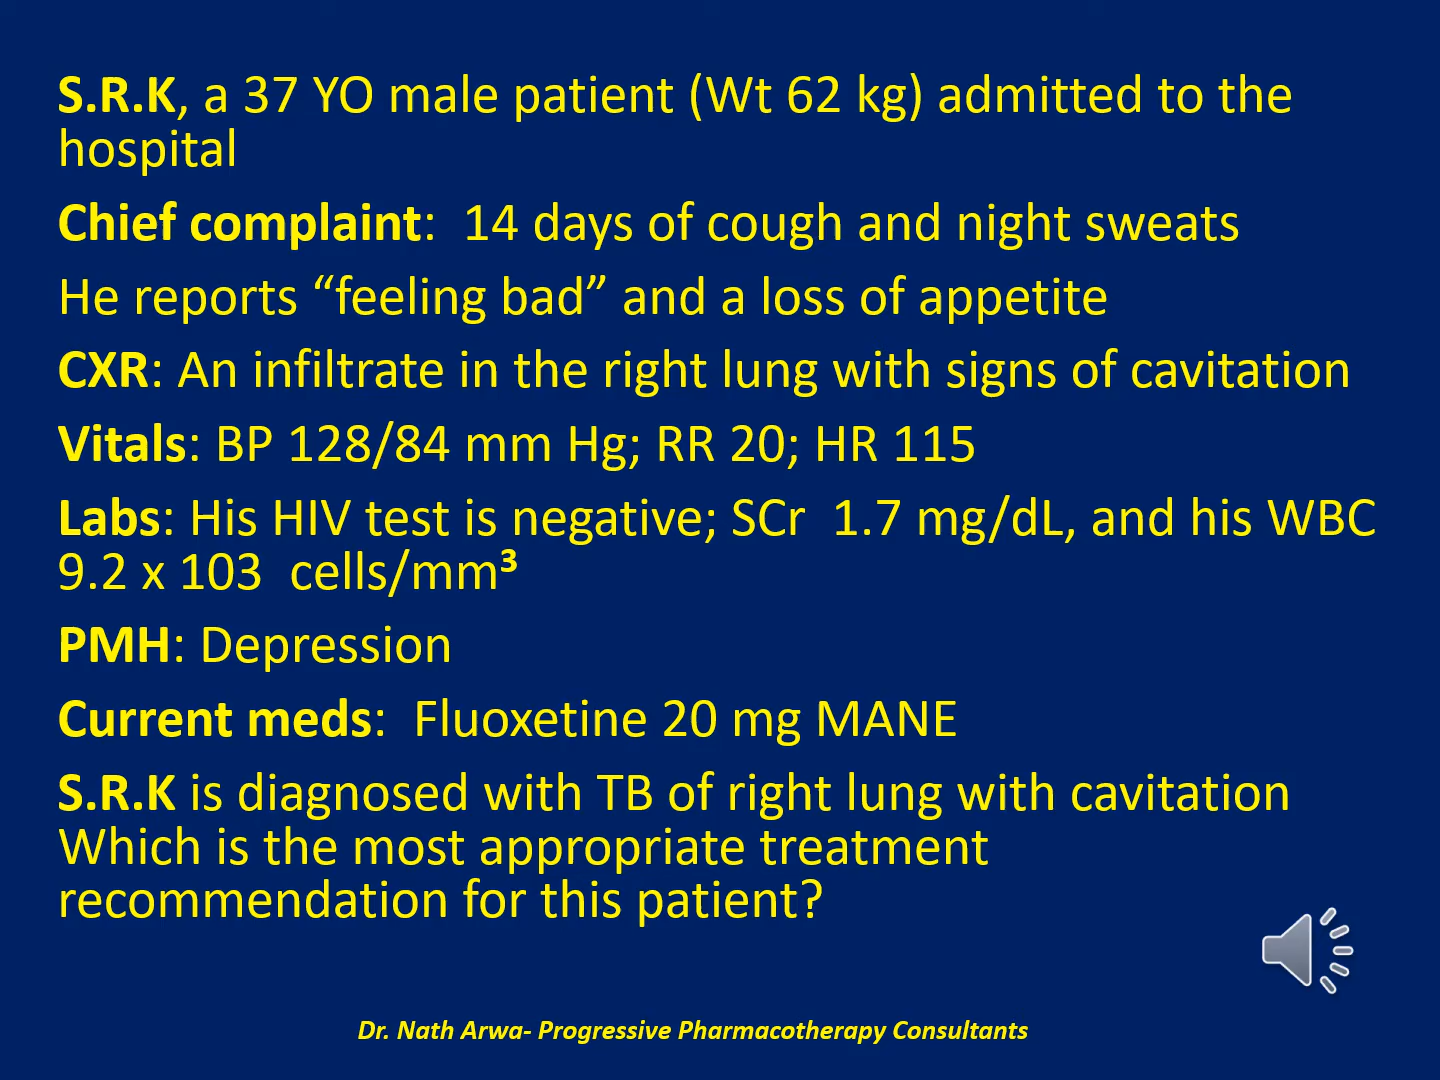 S.R.K, a 37 YO male patient (Wt 62 kg) admitted to the
hospital
Chief complaint:  14 days of cough and night sweats
He reports “feeling bad” and a loss of appetite
CXR: An infiltrate in the right lung with signs of cavitation
Vitals: BP 128/84 mm Hg; RR 20; HR 115
Labs: His HIV test is negative; SCr  1.7 mg/dL, and his WBC
9.2 x 103  cells/mm³
PMH: Depression
Current meds:  Fluoxetine 20 mg MANE
S.R.K is diagnosed with TB of right lung with cavitation
Which is the most appropriate treatment
recommendation for this patient?
Dr. Nath Arwa- Progressive Pharmacotherapy Consultants